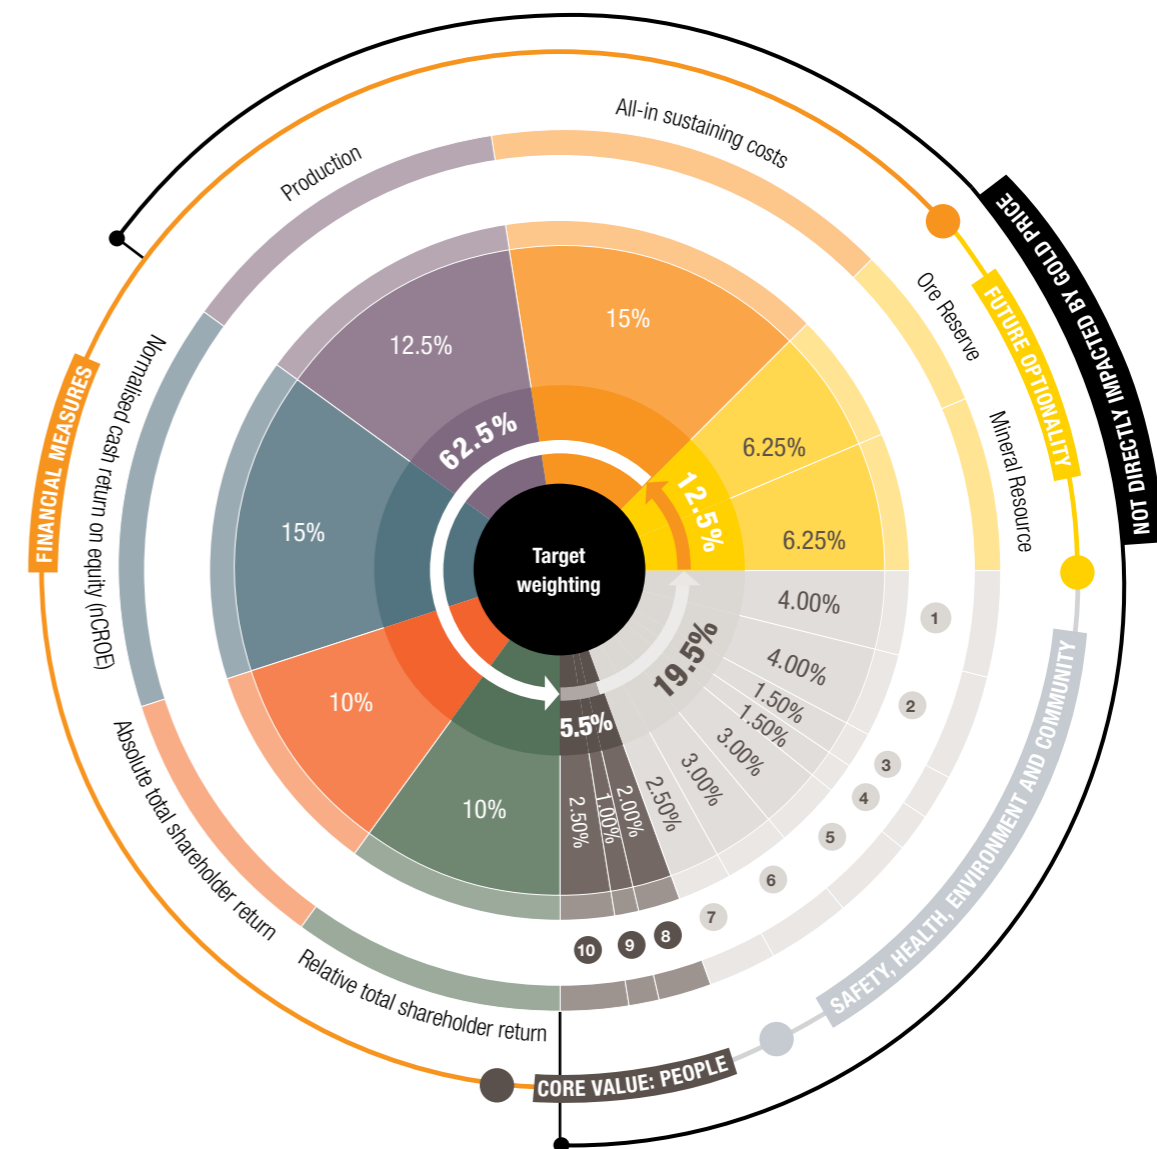 All-in sustaining costs
Production
Ore Reserve
Mineral Resource
Normalised cash return on equity (nCROE)
Absolute total shareholder return
Relative total shareholder return
NOT DIRECTLY IMPACTED BY GOLD PRICE
FUTURE OPTIONALITY
FINANCIAL MEASURES
SAFETY, HEALTH, ENVIRONMENT AND COMMUNITY
CORE VALUE: PEOPLE
15%
12.5%
6.25%
6.25%
15%
10%
10%
62.5%
12.5%
19.5%
5.5%
Target
weighting
4.00%
4.00%
1.50%
1.50%
3.00%
3.00%
2.50%
2.00%
1.00%
2.50%
1
2
3
4
5
6
7
8
9
10